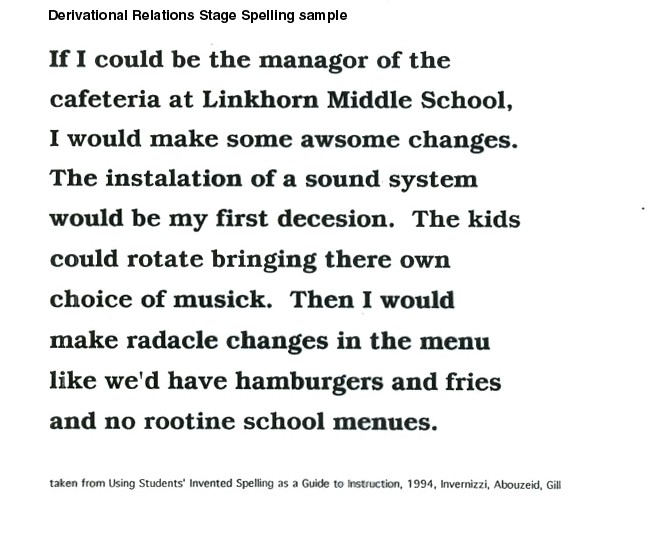 Derivational Relations Stage Spelling sample
If I could be the managor of the
cafeteria at Linkhorn Middle School,
I would make some awsome changes.
The instalation of a sound system
would be my first decesion.  The kids
could rotate bringing there own
choice of musick.  Then I would
make radacle changes in the menu
like we'd have hamburgers and fries
and no rootine school menues.
taken from Using Students' Invented Spelling as a Guide to Instruction, 1994, Invernizzi, Abouzeid, Gill